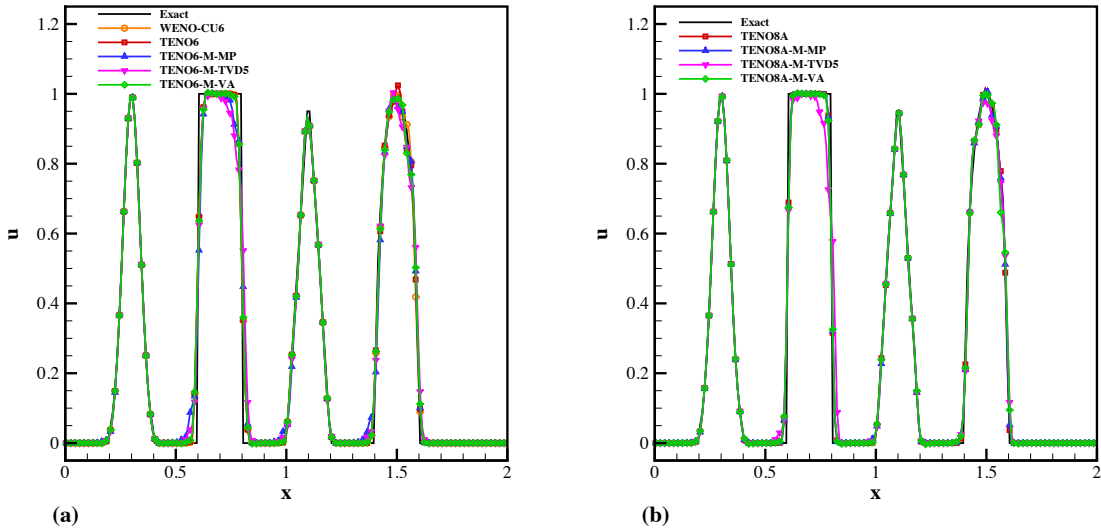 Exact
WENO-CU6
TENO6
TENO6-M-MP
TENO6-M-TVD5
TENO6-M-VA
1.2
1
0.8
0.6
0.4
0.2
0
u
0
0.5
1
1.5
2
x
(a)
Exact
TENO8A
TENO8A-M-MP
TENO8A-M-TVD5
TENO8A-M-VA
1.2
1
0.8
0.6
0.4
0.2
0
u
0
0.5
1
1.5
2
x
(b)